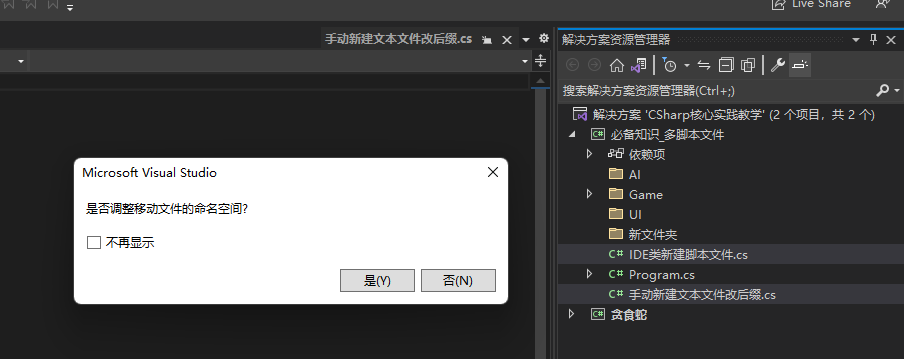 Live Share
手动新建文本文件改后缀.cs
解决方案资源管理器
搜索解决方案资源管理器(Ctrl+;)
解决方案 'CSharp核心实践教学' (2 个项目，共 2 个)
C# 必备知识_多脚本文件
依赖项
AI
Game
UI
新文件夹
C# IDE类新建脚本文件.cs
C# Program.cs
C# 手动新建文本文件改后缀.cs
C# 贪食蛇
Microsoft Visual Studio
是否调整移动文件的命名空间?
不再显示
是(Y)
否(N)